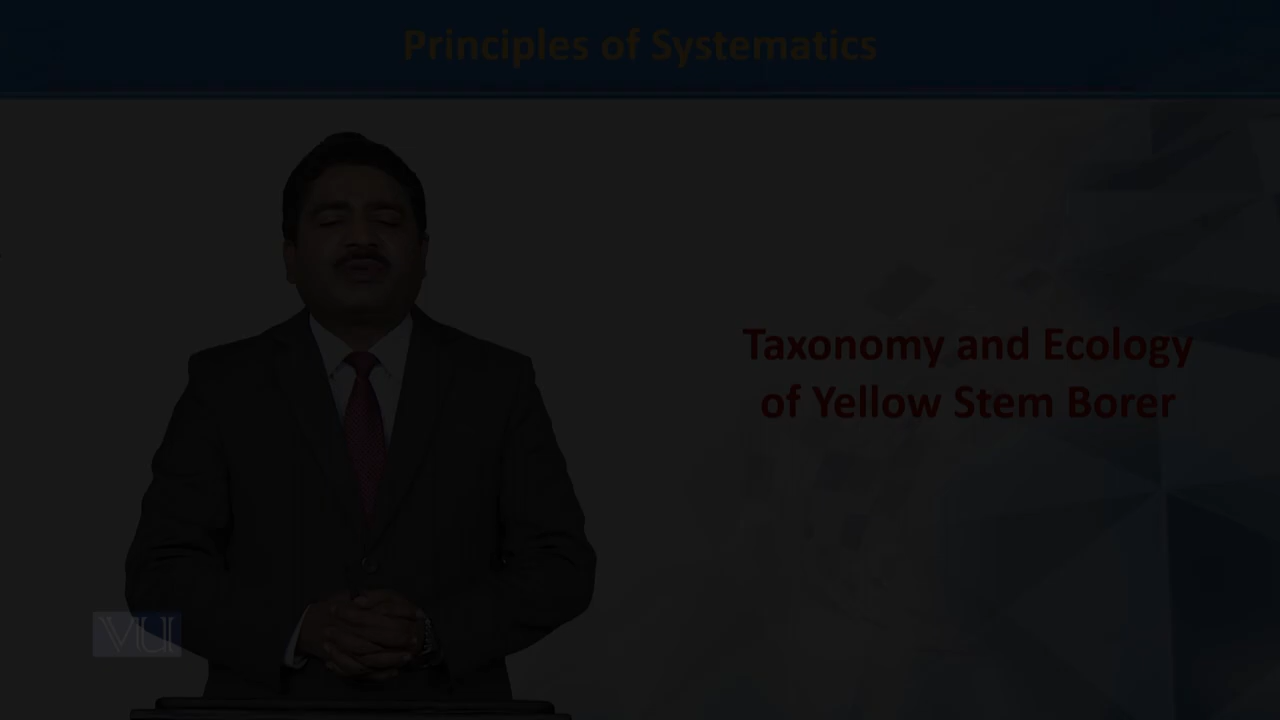 Principles of Systematics
Taxonomy and Ecology
of Yellow Stem Borer
VU